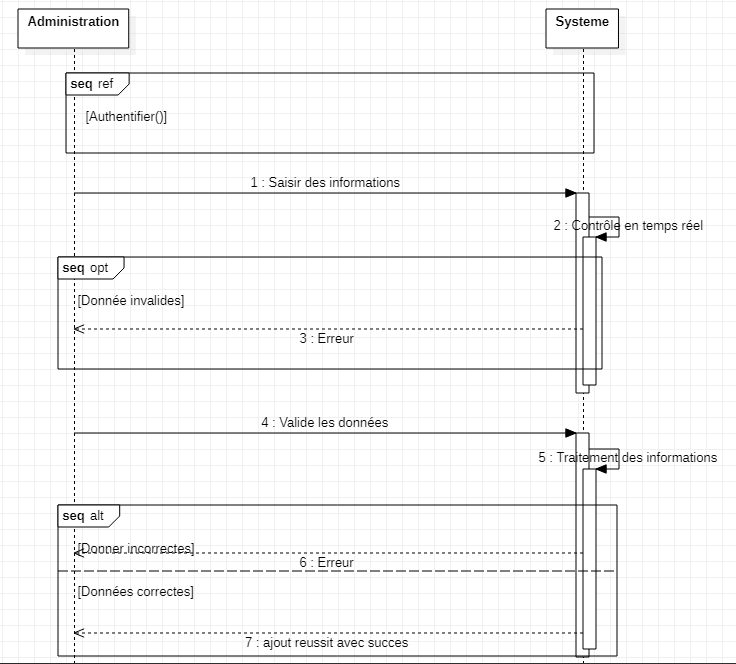 Administration
Systeme
seq ref
[Authentifier()]
1 : Saisir des informations
2 : Contrôle en temps réel
seq opt
[Donnée invalides]
3 : Erreur
4 : Valide les données
5 : Traitement des informations
seq alt
[Donner incorrectes]
6 : Erreur
[Données correctes]
7 : ajout reussit avec succes